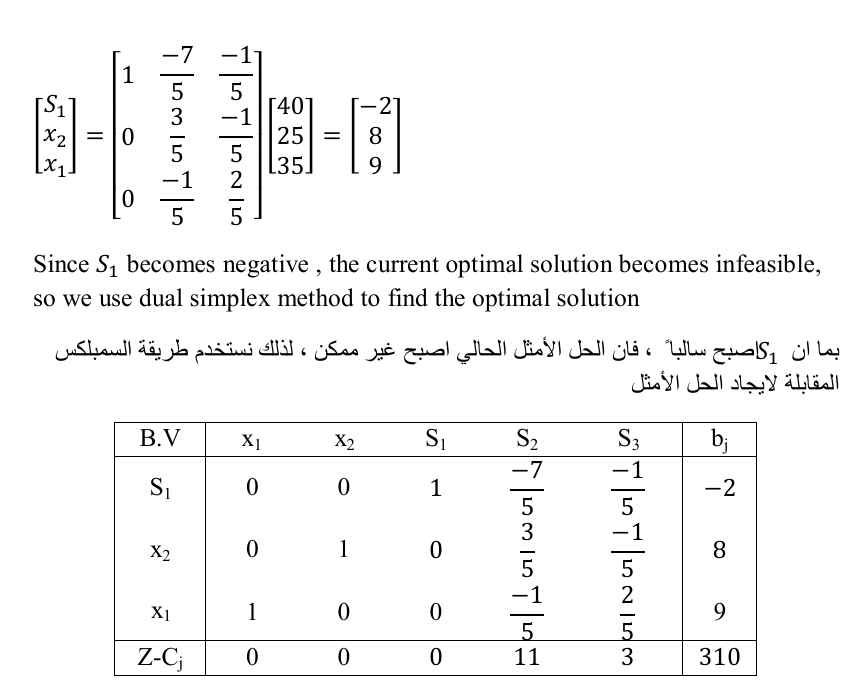 [S₁ x₂ x₁] = [1 −7/5 −1/5; 0 3/5 −1/5; 0 −1/5 2/5] [40 25 35] = [−2 8 9]
Since S₁ becomes negative , the current optimal solution becomes infeasible,
so we use dual simplex method to find the optimal solution
بما ان S₁اصبح سالباً ، فان الحل الأمثل الحالي اصبح غير ممكن ، لذلك نستخدم طريقة السمبلكس
المقابلة لايجاد الحل الأمثل
B.V x₁ x₂ S₁ S₂ S₃ bⱼ
S₁ 0 0 1 −7/5 −1/5 −2
x₂ 0 1 0 3/5 −1/5 8
x₁ 1 0 0 −1/5 2/5 9
Z-Cⱼ 0 0 0 11 3 310